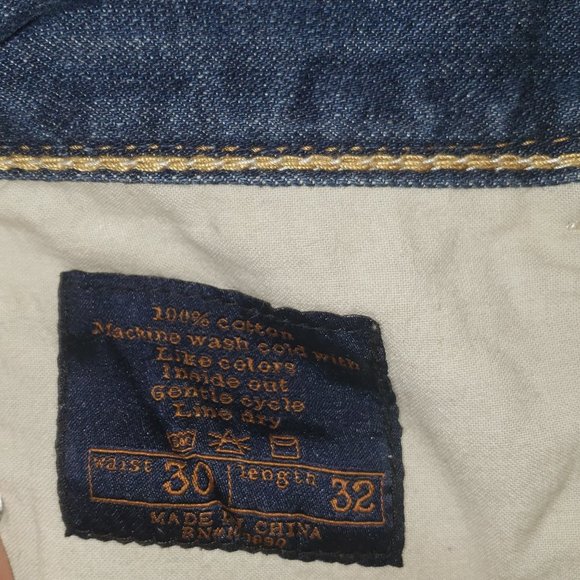 100% cotton
Machine wash cold with
Like colors
Inside out
Gentle cycle
Line dry
waist 30 length 32
MADE IN CHINA
RN#